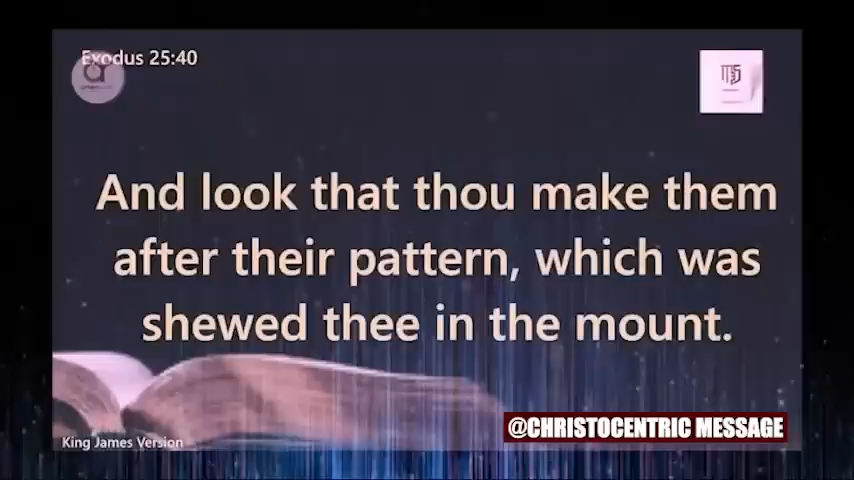 Exodus 25:40
And look that thou make them
after their pattern, which was
shewed thee in the mount.
King James Version
@CHRISTOCENTRIC MESSAGE